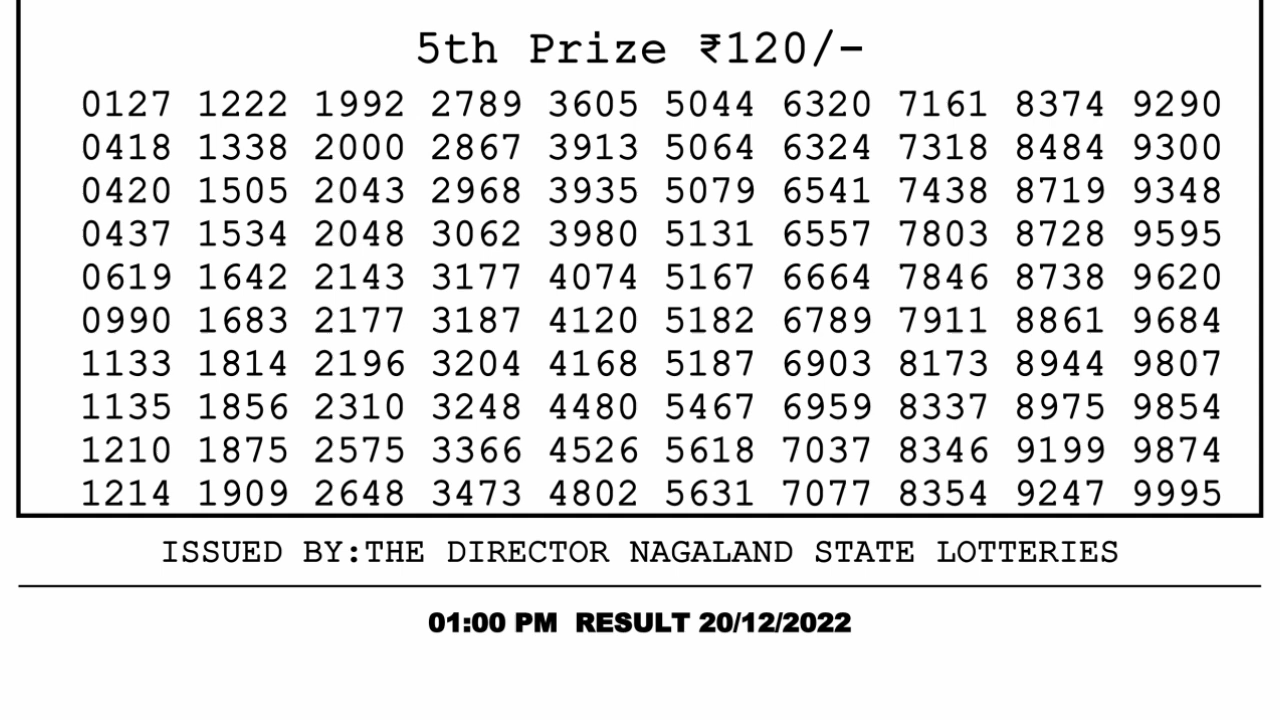 5th Prize ₹120/-
0127 1222 1992 2789 3605 5044 6320 7161 8374 9290
0418 1338 2000 2867 3913 5064 6324 7318 8484 9300
0420 1505 2043 2968 3935 5079 6541 7438 8719 9348
0437 1534 2048 3062 3980 5131 6557 7803 8728 9595
0619 1642 2143 3177 4074 5167 6664 7846 8738 9620
0990 1683 2177 3187 4120 5182 6789 7911 8861 9684
1133 1814 2196 3204 4168 5187 6903 8173 8944 9807
1135 1856 2310 3248 4480 5467 6959 8337 8975 9854
1210 1875 2575 3366 4526 5618 7037 8346 9199 9874
1214 1909 2648 3473 4802 5631 7077 8354 9247 9995
ISSUED BY:THE DIRECTOR NAGALAND STATE LOTTERIES
01:00 PM RESULT 20/12/2022